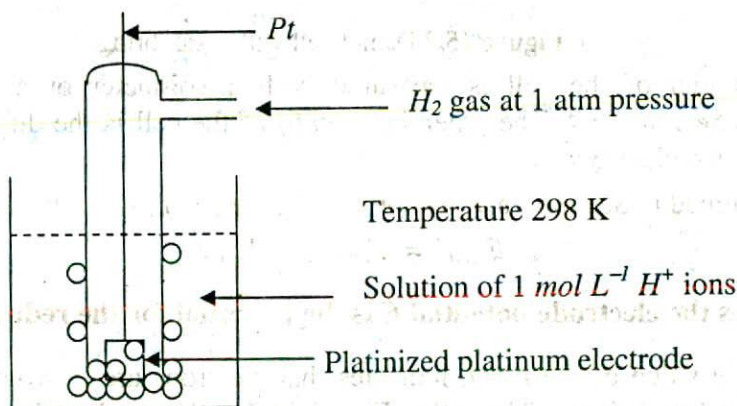 Pt
H₂ gas at 1 atm pressure
Temperature 298 K
Solution of 1 mol L⁻¹ H⁺ ions
Platinized platinum electrode